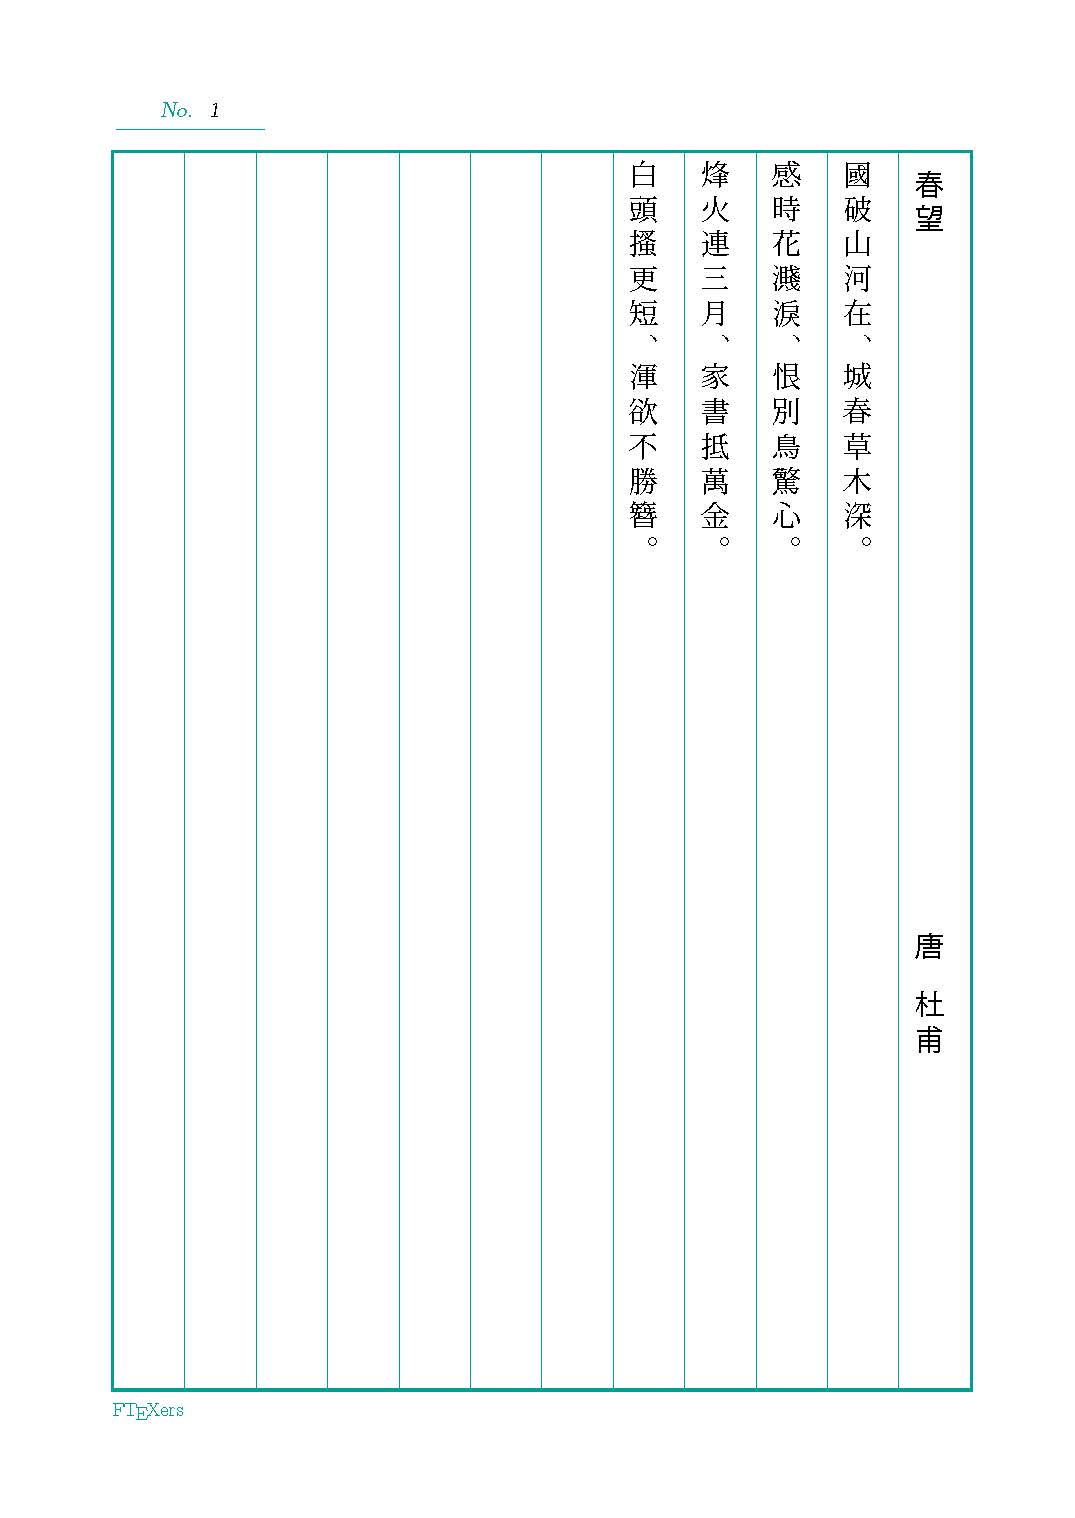 No. 1
春望 唐 杜甫
國破山河在、城春草木深。
感時花濺淚、恨別鳥驚心。
烽火連三月、家書抵萬金。
白頭搔更短、渾欲不勝簪。
FTEXers